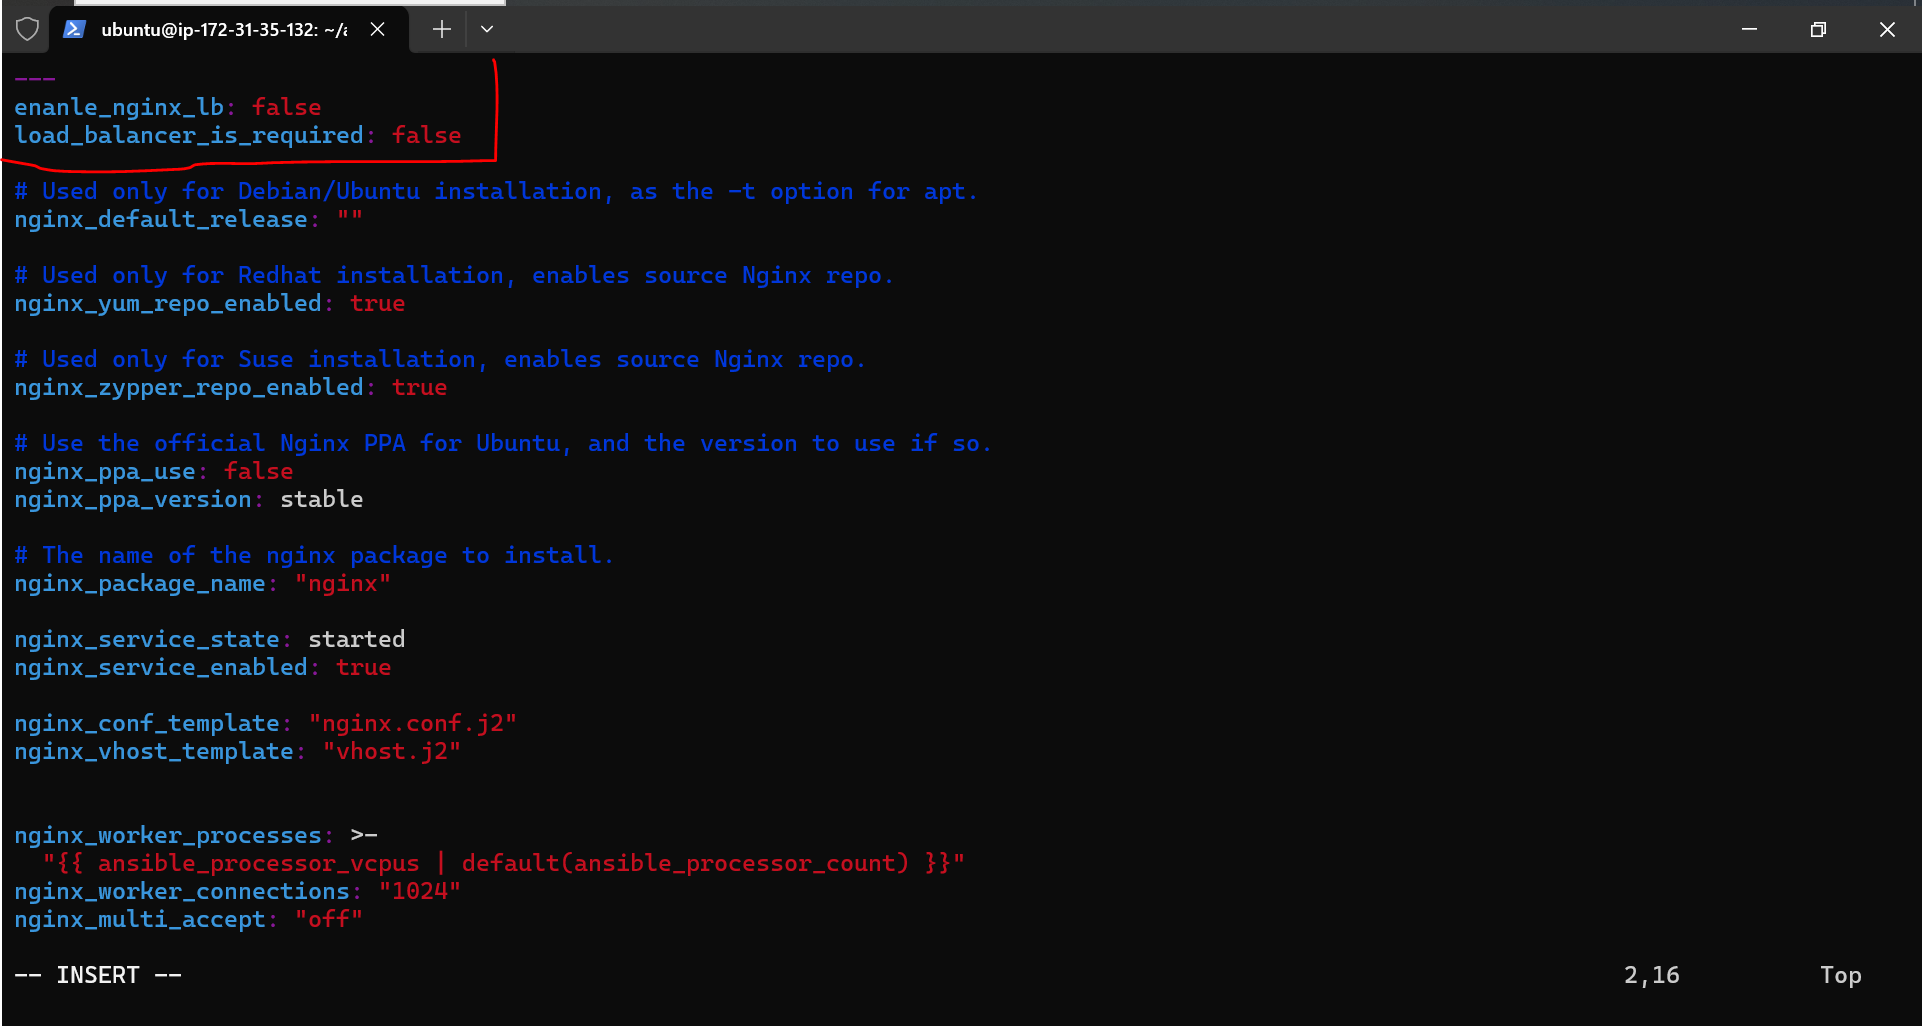 ubuntu@ip-172-31-35-132: ~/a
---
enanle_nginx_lb: false
load_balancer_is_required: false
# Used only for Debian/Ubuntu installation, as the -t option for apt.
nginx_default_release: ""
# Used only for Redhat installation, enables source Nginx repo.
nginx_yum_repo_enabled: true
# Used only for Suse installation, enables source Nginx repo.
nginx_zypper_repo_enabled: true
# Use the official Nginx PPA for Ubuntu, and the version to use if so.
nginx_ppa_use: false
nginx_ppa_version: stable
# The name of the nginx package to install.
nginx_package_name: "nginx"
nginx_service_state: started
nginx_service_enabled: true
nginx_conf_template: "nginx.conf.j2"
nginx_vhost_template: "vhost.j2"
nginx_worker_processes: >-
  "{{ ansible_processor_vcpus | default(ansible_processor_count) }}"
nginx_worker_connections: "1024"
nginx_multi_accept: "off"
-- INSERT -- 2,16 Top